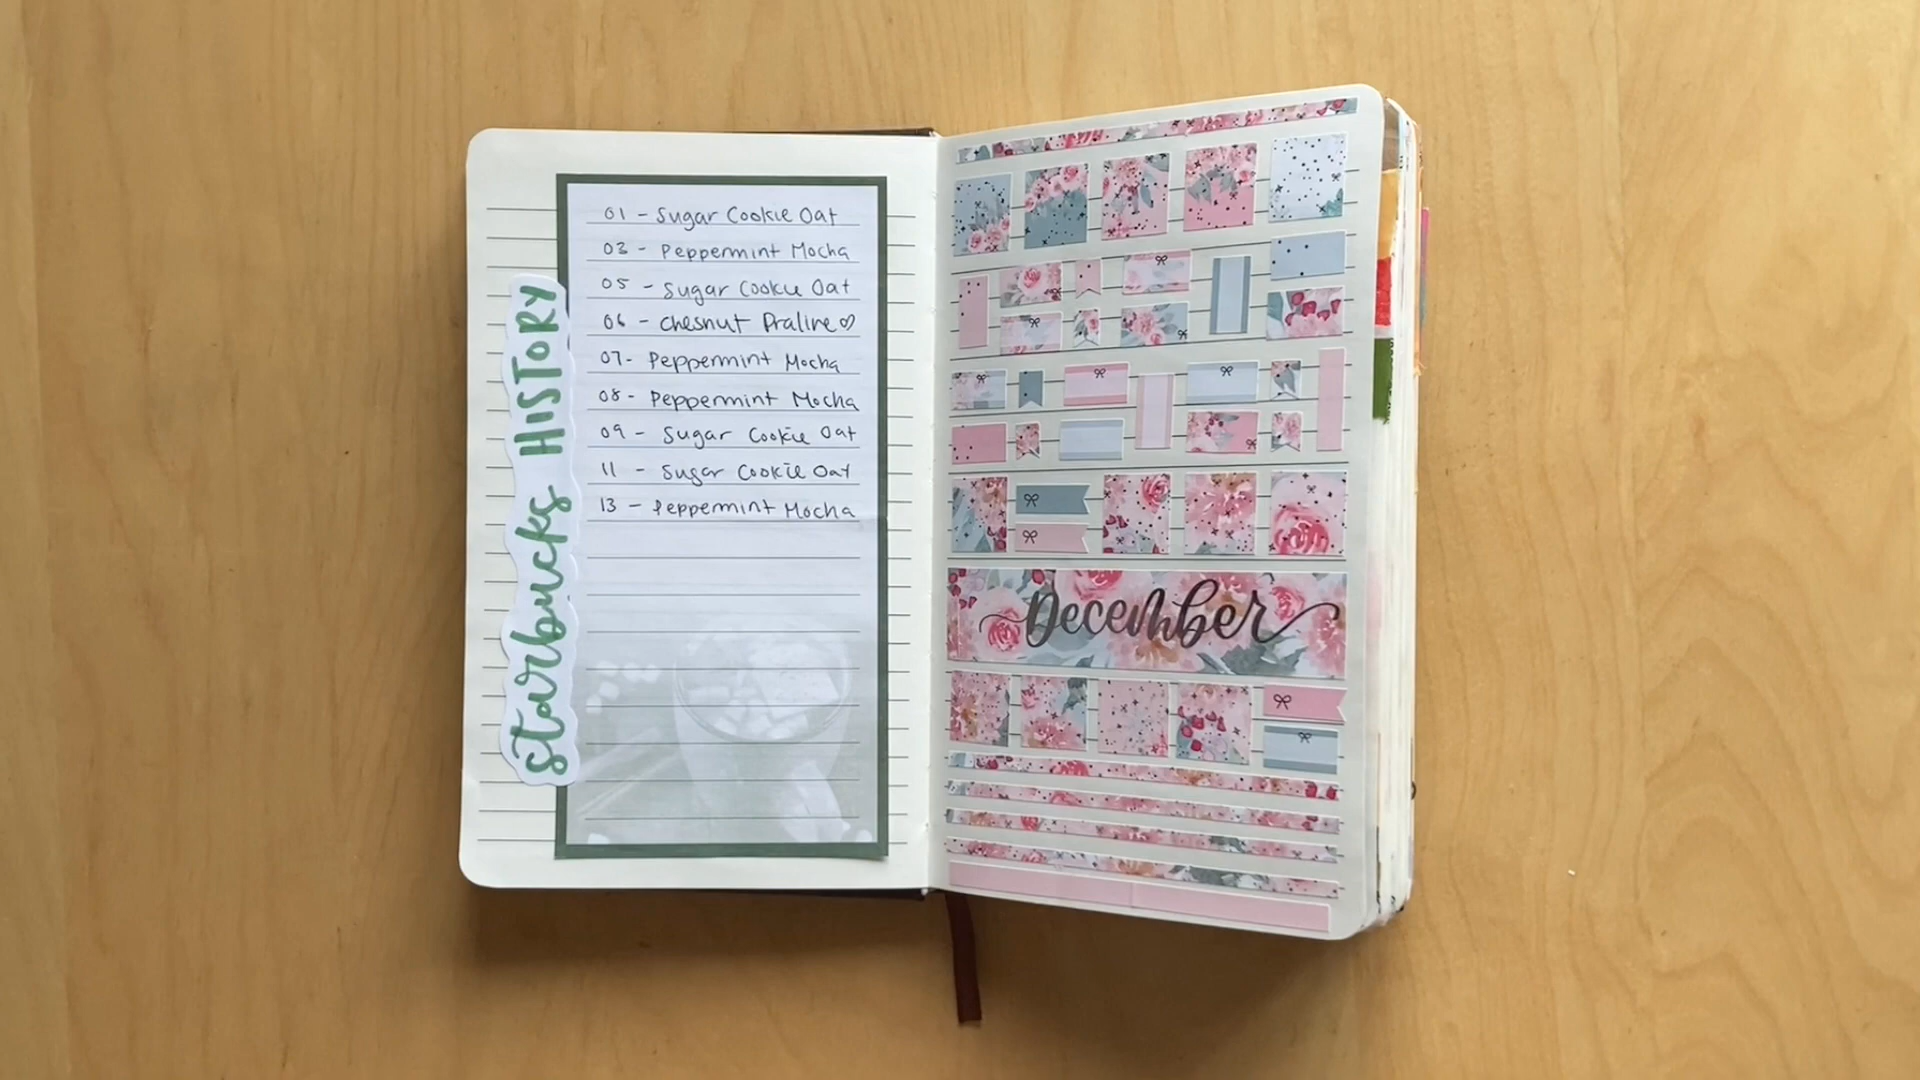 starbucks HISTORY
01 - Sugar Cookie Oat
03 - Peppermint Mocha
05 - Sugar Cookie Oat
06 - Chesnut Praline♡
07- Peppermint Mocha
08 - Peppermint Mocha
09 - Sugar Cookie Oat
11 - Sugar Cookie Oat
13 - Peppermint Mocha
December